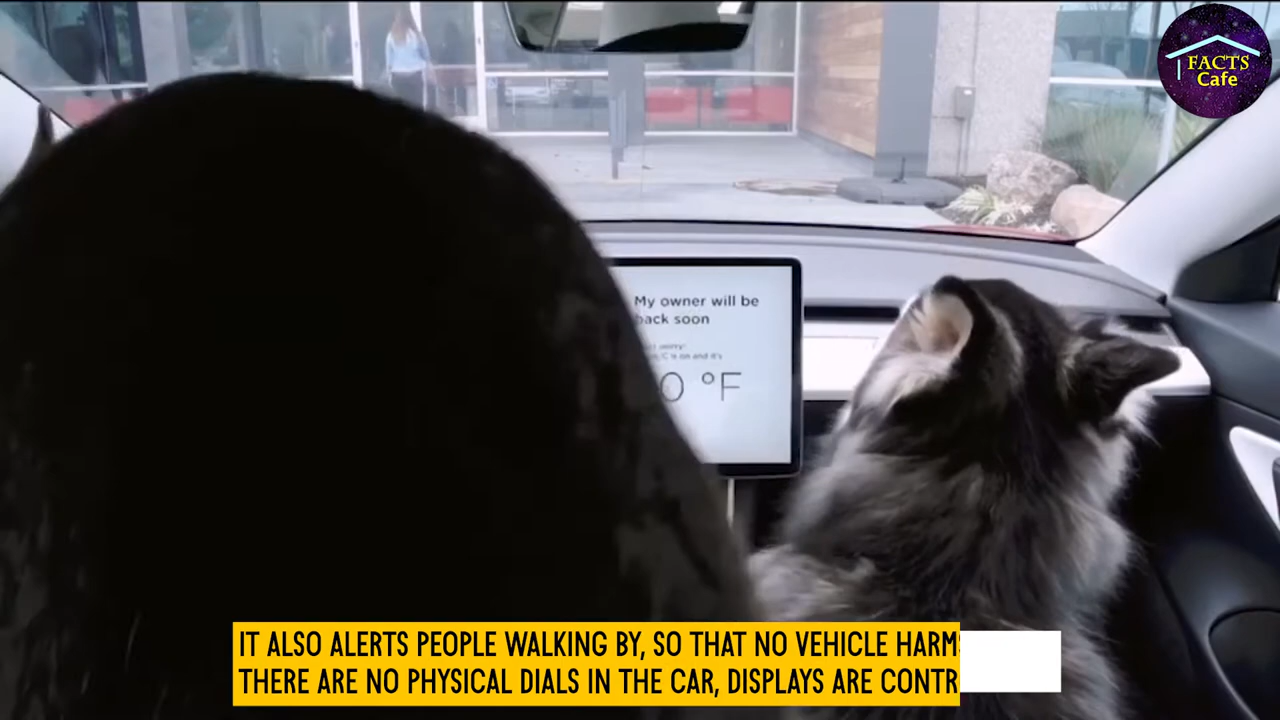 FACTS
Cafe
My owner will be
back soon
°F
IT ALSO ALERTS PEOPLE WALKING BY, SO THAT NO VEHICLE HARMS
THERE ARE NO PHYSICAL DIALS IN THE CAR, DISPLAYS ARE CONTR